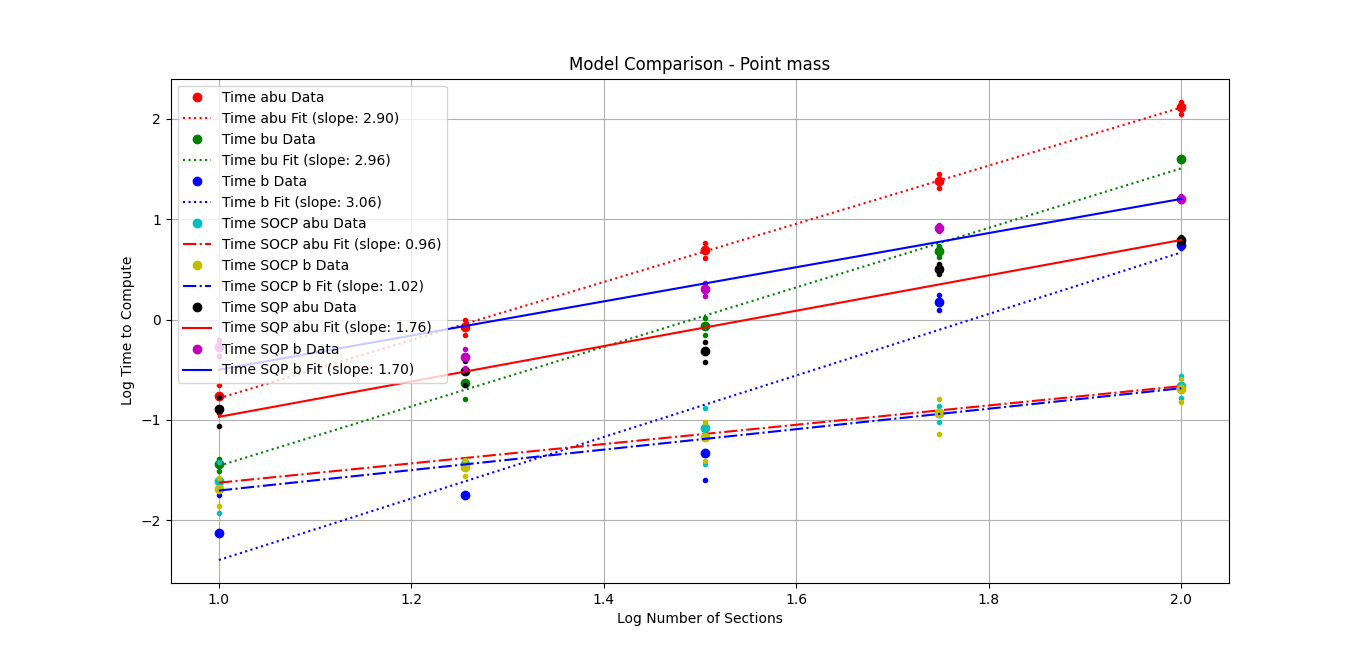 Model Comparison - Point mass
Time abu Data
Time abu Fit (slope: 2.90)
Time bu Data
Time bu Fit (slope: 2.96)
Time b Data
Time b Fit (slope: 3.06)
Time SOCP abu Data
Time SOCP abu Fit (slope: 0.96)
Time SOCP b Data
Time SOCP b Fit (slope: 1.02)
Time SQP abu Data
Time SQP abu Fit (slope: 1.76)
Time SQP b Data
Time SQP b Fit (slope: 1.70)
Log Time to Compute
2
1
0
−1
−2
1.0 1.2 1.4 1.6 1.8 2.0
Log Number of Sections